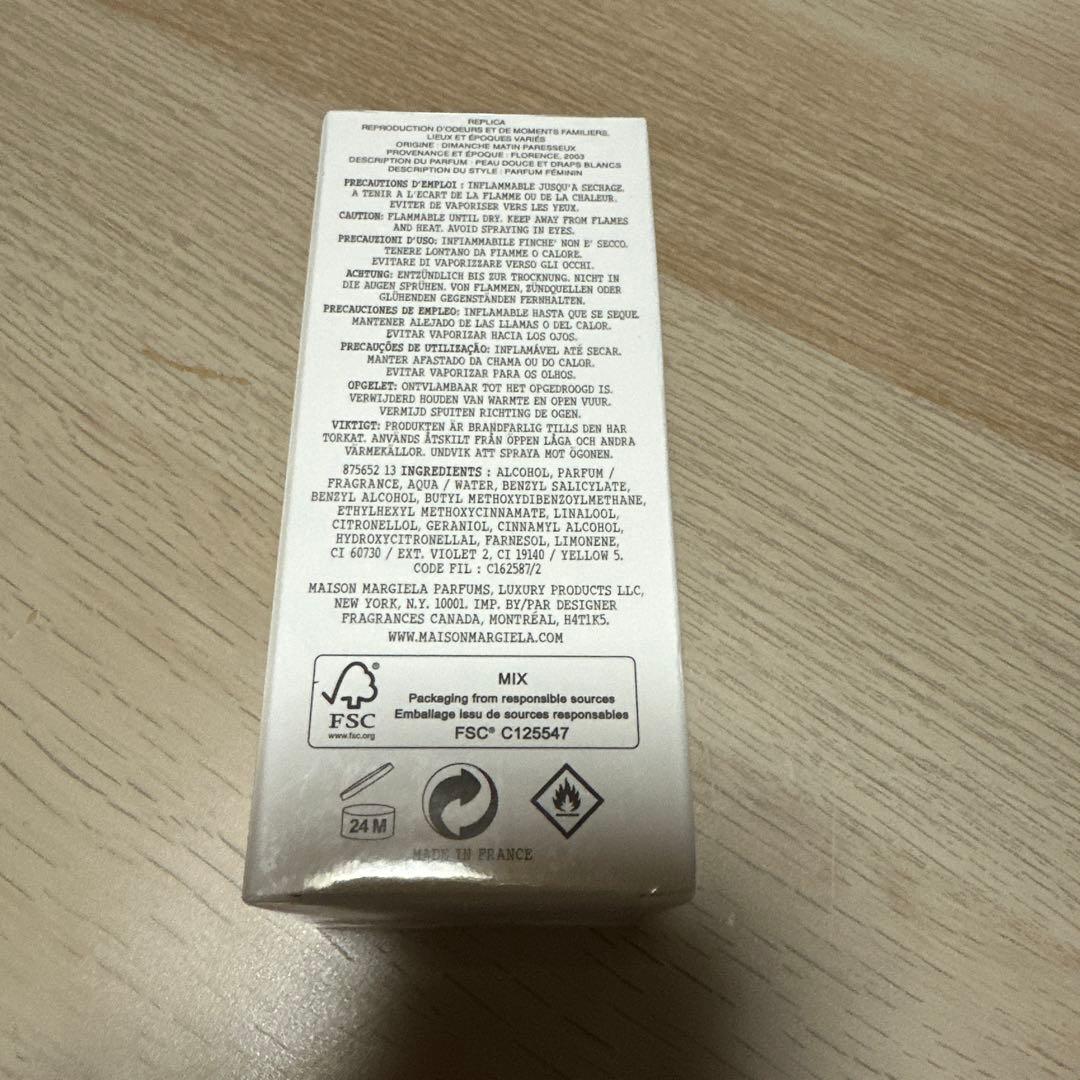 REPLICA
REPRODUCTION D'ODEURS ET DE MOMENTS FAMILIERS,
LIEUX ET ÉPOQUES VARIÉS
ORIGINE : DIMANCHE MATIN PARESSEUX
PROVENANCE ET ÉPOQUE : FLORENCE, 2003
DESCRIPTION DU PARFUM : PEAU DOUCE ET DRAPS BLANCS
DESCRIPTION DU STYLE : PARFUM FÉMININ
PRECAUTIONS D'EMPLOI : INFLAMMABLE JUSQU'A SECHAGE.
A TENIR A L'ECART DE LA FLAMME OU DE LA CHALEUR.
EVITER DE VAPORISER VERS LES YEUX.
CAUTION: FLAMMABLE UNTIL DRY. KEEP AWAY FROM FLAMES
AND HEAT. AVOID SPRAYING IN EYES.
PRECAUZIONI D'USO: INFIAMMABILE FINCHE' NON E' SECCO.
TENERE LONTANO DA FIAMME O CALORE.
EVITARE DI VAPORIZZARE VERSO GLI OCCHI.
ACHTUNG: ENTZÜNDLICH BIS ZUR TROCKNUNG. NICHT IN
DIE AUGEN SPRÜHEN. VON FLAMMEN, ZÜNDQUELLEN ODER
GLÜHENDEN GEGENSTÄNDEN FERNHALTEN.
PRECAUCIONES DE EMPLEO: INFLAMABLE HASTA QUE SE SEQUE.
MANTENER ALEJADO DE LAS LLAMAS O DEL CALOR.
EVITAR VAPORIZAR HACIA LOS OJOS.
PRECAUÇÕES DE UTILIZAÇÃO: INFLAMÁVEL ATÉ SECAR.
MANTER AFASTADO DA CHAMA OU DO CALOR.
EVITAR VAPORIZAR PARA OS OLHOS.
OPGELET: ONTVLAMBAAR TOT HET OPGEDROOGD IS.
VERWIJDERD HOUDEN VAN WARMTE EN OPEN VUUR.
VERMIJD SPUITEN RICHTING DE OGEN.
VIKTIGT: PRODUKTEN ÄR BRANDFARLIG TILLS DEN HAR
TORKAT. ANVÄNDS ÅTSKILT FRÅN ÖPPEN LÅGA OCH ANDRA
VÄRMEKÄLLOR. UNDVIK ATT SPRAYA MOT ÖGONEN.
875652 13 INGREDIENTS : ALCOHOL, PARFUM /
FRAGRANCE, AQUA / WATER, BENZYL SALICYLATE,
BENZYL ALCOHOL, BUTYL METHOXYDIBENZOYLMETHANE,
ETHYLHEXYL METHOXYCINNAMATE, LINALOOL,
CITRONELLOL, GERANIOL, CINNAMYL ALCOHOL,
HYDROXYCITRONELLAL, FARNESOL, LIMONENE,
CI 60730 / EXT. VIOLET 2, CI 19140 / YELLOW 5.
CODE FIL : C162587/2
MAISON MARGIELA PARFUMS, LUXURY PRODUCTS LLC,
NEW YORK, N.Y. 10001. IMP. BY/PAR DESIGNER
FRAGRANCES CANADA, MONTRÉAL, H4T1K5.
WWW.MAISONMARGIELA.COM
MIX
Packaging from responsible sources
Emballage issu de sources responsables
FSC® C125547
FSC
www.fsc.org
24 M
MADE IN FRANCE